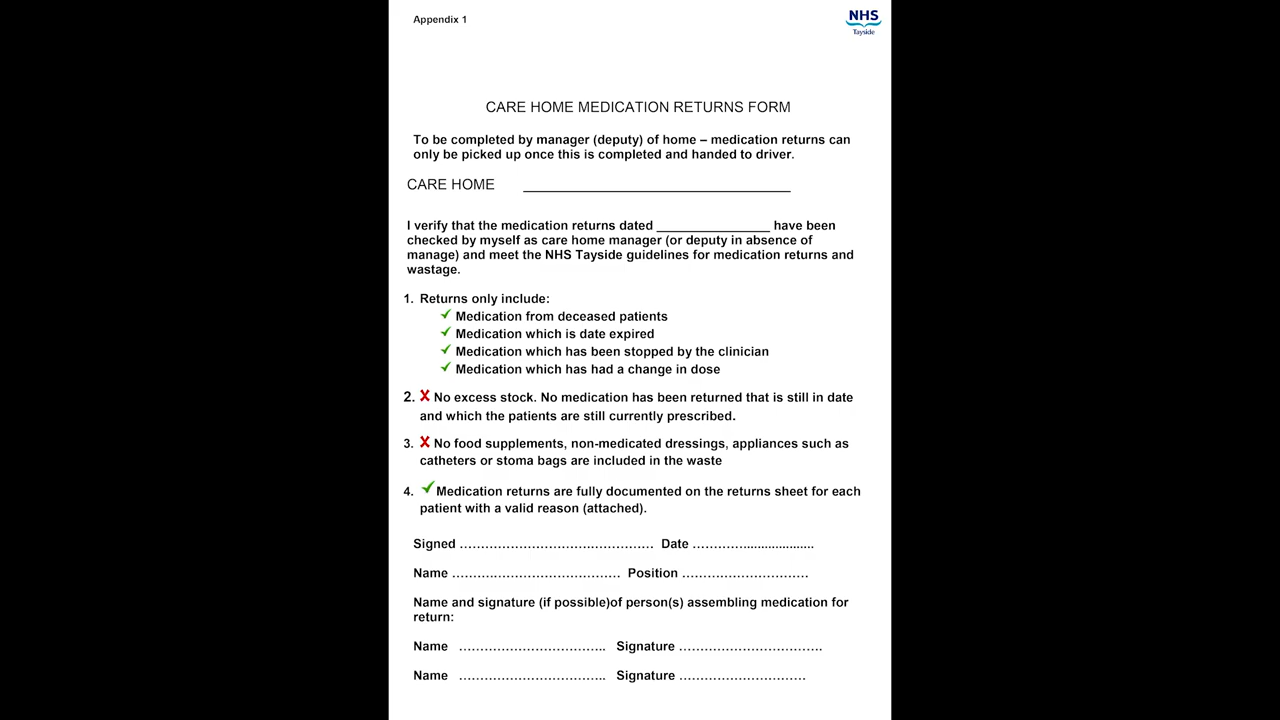 Appendix 1
NHS
Tayside
CARE HOME MEDICATION RETURNS FORM
To be completed by manager (deputy) of home – medication returns can
only be picked up once this is completed and handed to driver.
CARE HOME ______________________________
I verify that the medication returns dated ________________ have been
checked by myself as care home manager (or deputy in absence of
manage) and meet the NHS Tayside guidelines for medication returns and
wastage.
1. Returns only include:
✓ Medication from deceased patients
✓ Medication which is date expired
✓ Medication which has been stopped by the clinician
✓ Medication which has had a change in dose
2. ✗ No excess stock. No medication has been returned that is still in date
and which the patients are still currently prescribed.
3. ✗ No food supplements, non-medicated dressings, appliances such as
catheters or stoma bags are included in the waste
4. ✓ Medication returns are fully documented on the returns sheet for each
patient with a valid reason (attached).
Signed ……………………………………… Date …………...................
Name ………………………………… Position …………………………
Name and signature (if possible)of person(s) assembling medication for
return:
Name …………………………….. Signature …………………………….
Name …………………………….. Signature …………………………